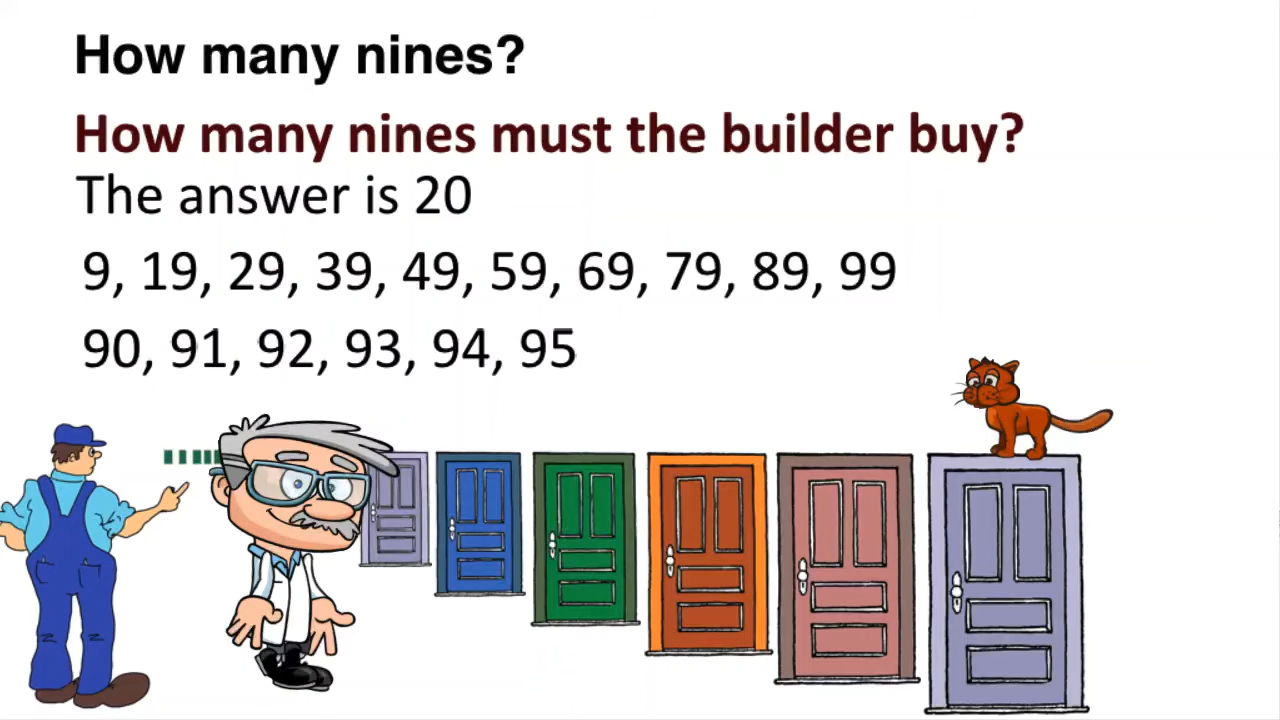 How many nines?
How many nines must the builder buy?
The answer is 20
9, 19, 29, 39, 49, 59, 69, 79, 89, 99
90, 91, 92, 93, 94, 95